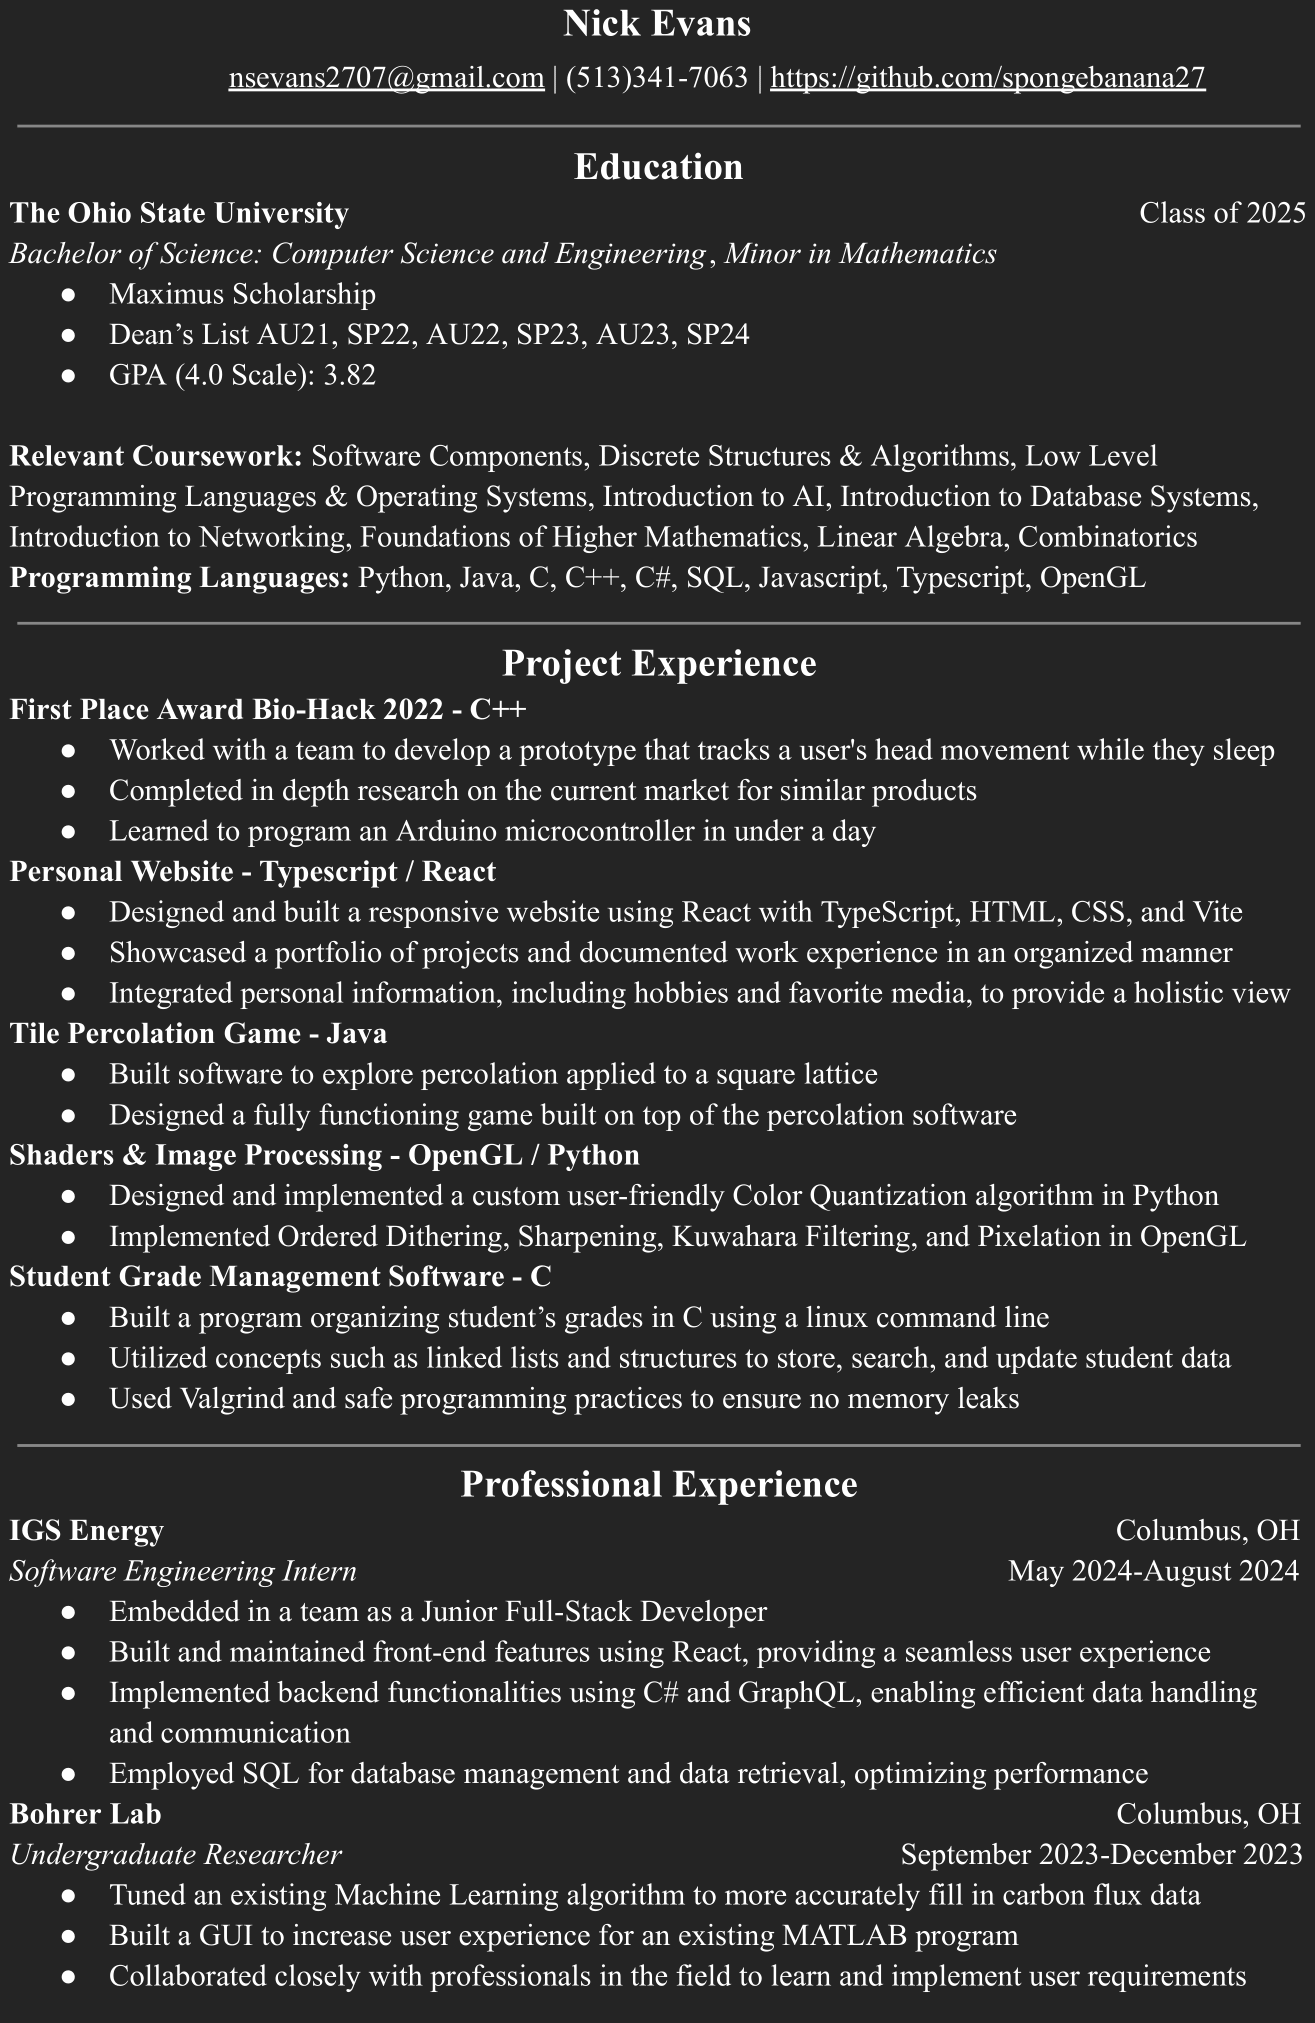 Nick Evans
nsevans2707@gmail.com | (513)341-7063 | https://github.com/spongebanana27
Education
The Ohio State University Class of 2025
Bachelor of Science: Computer Science and Engineering, Minor in Mathematics
● Maximus Scholarship
● Dean’s List AU21, SP22, AU22, SP23, AU23, SP24
● GPA (4.0 Scale): 3.82
Relevant Coursework: Software Components, Discrete Structures & Algorithms, Low Level
Programming Languages & Operating Systems, Introduction to AI, Introduction to Database Systems,
Introduction to Networking, Foundations of Higher Mathematics, Linear Algebra, Combinatorics
Programming Languages: Python, Java, C, C++, C#, SQL, Javascript, Typescript, OpenGL
Project Experience
First Place Award Bio-Hack 2022 - C++
● Worked with a team to develop a prototype that tracks a user's head movement while they sleep
● Completed in depth research on the current market for similar products
● Learned to program an Arduino microcontroller in under a day
Personal Website - Typescript / React
● Designed and built a responsive website using React with TypeScript, HTML, CSS, and Vite
● Showcased a portfolio of projects and documented work experience in an organized manner
● Integrated personal information, including hobbies and favorite media, to provide a holistic view
Tile Percolation Game - Java
● Built software to explore percolation applied to a square lattice
● Designed a fully functioning game built on top of the percolation software
Shaders & Image Processing - OpenGL / Python
● Designed and implemented a custom user-friendly Color Quantization algorithm in Python
● Implemented Ordered Dithering, Sharpening, Kuwahara Filtering, and Pixelation in OpenGL
Student Grade Management Software - C
● Built a program organizing student’s grades in C using a linux command line
● Utilized concepts such as linked lists and structures to store, search, and update student data
● Used Valgrind and safe programming practices to ensure no memory leaks
Professional Experience
IGS Energy Columbus, OH
Software Engineering Intern May 2024-August 2024
● Embedded in a team as a Junior Full-Stack Developer
● Built and maintained front-end features using React, providing a seamless user experience
● Implemented backend functionalities using C# and GraphQL, enabling efficient data handling
and communication
● Employed SQL for database management and data retrieval, optimizing performance
Bohrer Lab Columbus, OH
Undergraduate Researcher September 2023-December 2023
● Tuned an existing Machine Learning algorithm to more accurately fill in carbon flux data
● Built a GUI to increase user experience for an existing MATLAB program
● Collaborated closely with professionals in the field to learn and implement user requirements